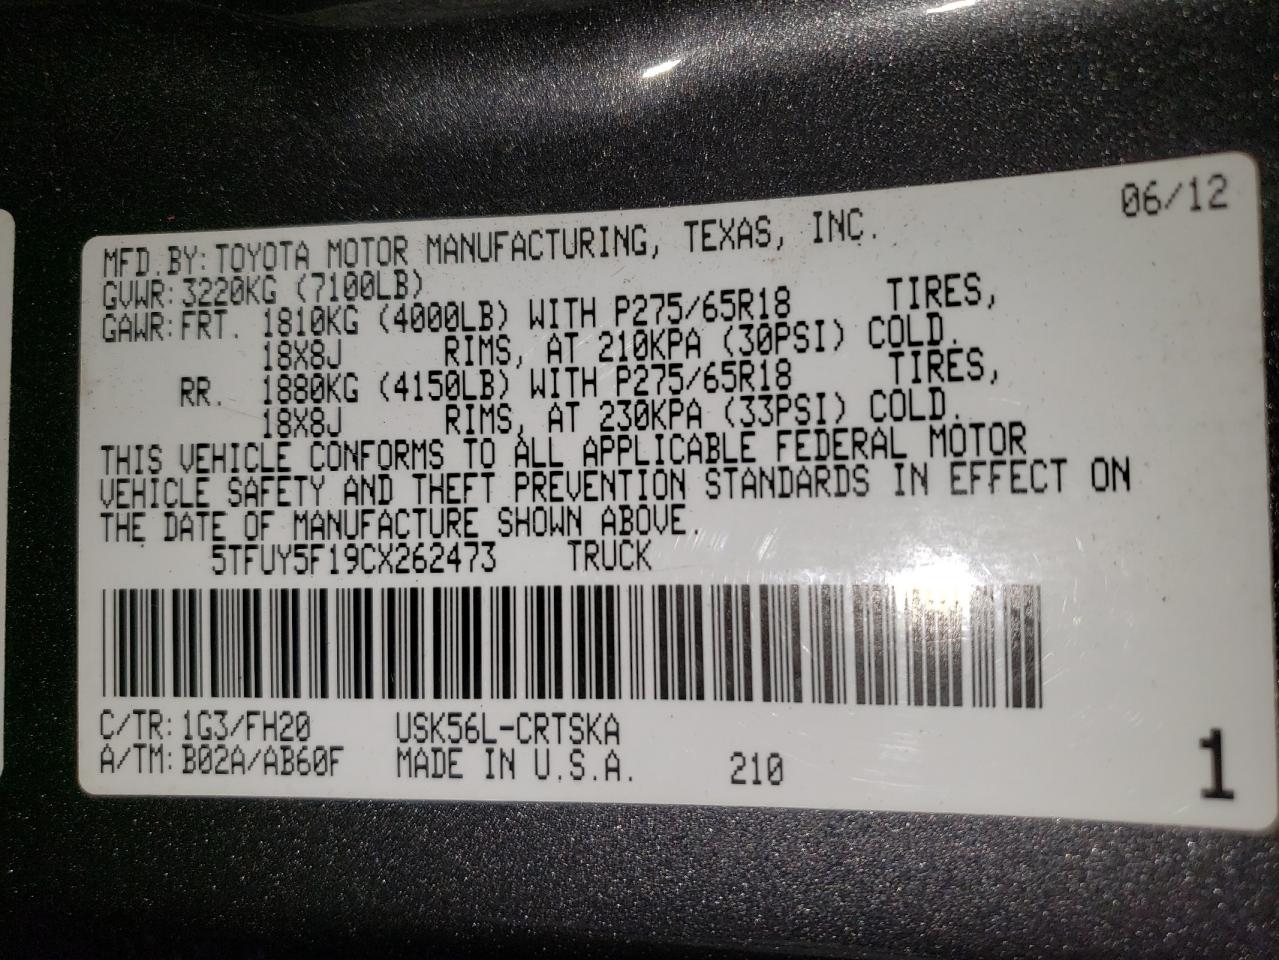 06/12
MFD.BY:TOYOTA MOTOR MANUFACTURING, TEXAS, INC.
GVWR:3220KG (7100LB)
GAWR:FRT. 1810KG (4000LB) WITH P275/65R18 TIRES,
18X8J RIMS, AT 210KPA (30PSI) COLD.
RR. 1880KG (4150LB) WITH P275/65R18 TIRES,
18X8J RIMS, AT 230KPA (33PSI) COLD.
THIS VEHICLE CONFORMS TO ALL APPLICABLE FEDERAL MOTOR
VEHICLE SAFETY AND THEFT PREVENTION STANDARDS IN EFFECT ON
THE DATE OF MANUFACTURE SHOWN ABOVE.
5TFUY5F19CX262473 TRUCK
C/TR:1G3/FH20 USK56L-CRTSKA
A/TM:B02A/AB60F MADE IN U.S.A. 210
1